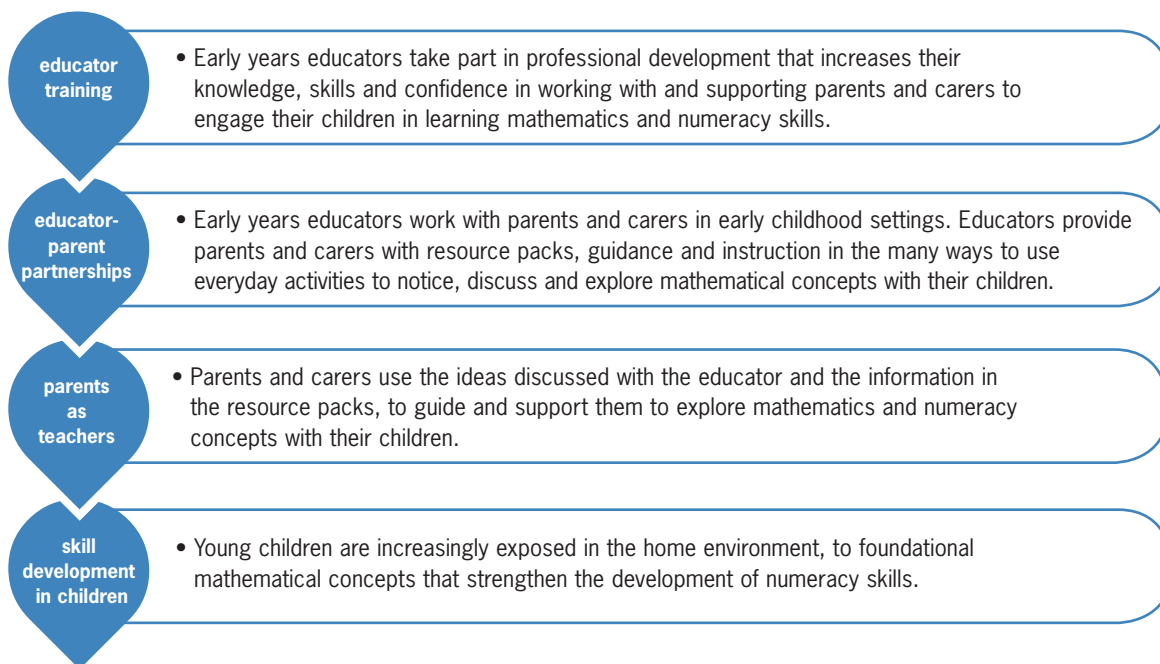 educator
training
• Early years educators take part in professional development that increases their
knowledge, skills and confidence in working with and supporting parents and carers to
engage their children in learning mathematics and numeracy skills.
educator-
parent
partnerships
• Early years educators work with parents and carers in early childhood settings. Educators provide
parents and carers with resource packs, guidance and instruction in the many ways to use
everyday activities to notice, discuss and explore mathematical concepts with their children.
parents
as
teachers
• Parents and carers use the ideas discussed with the educator and the information in
the resource packs, to guide and support them to explore mathematics and numeracy
concepts with their children.
skill
development
in children
• Young children are increasingly exposed in the home environment, to foundational
mathematical concepts that strengthen the development of numeracy skills.